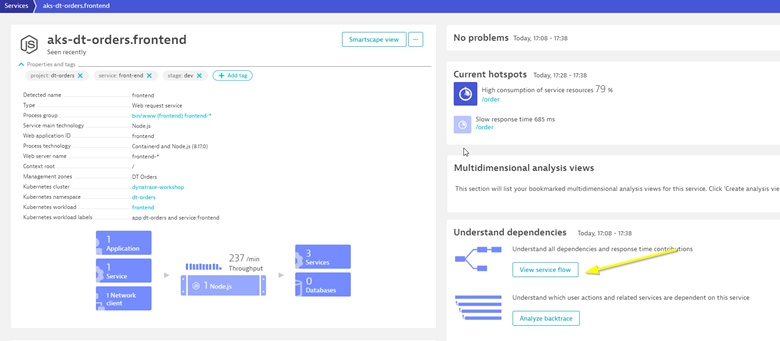 Services
aks-dt-orders.frontend
JS
aks-dt-orders.frontend
Seen recently
Smartscape view
...
Properties and tags
project: dt-orders
service: front-end
stage: dev
Add tag
Detected name frontend
Type Web request service
Process group bin/www (frontend) frontend-*
Service main technology Node.js
Web application ID frontend
Process technology Containerd and Node.js (8.17.0)
Web server name frontend-*
Context root /
Management zones DT Orders
Kubernetes cluster dynatrace-workshop
Kubernetes namespace dt-orders
Kubernetes workload frontend
Kubernetes workload labels app:dt-orders and service:frontend
1
Application
1
Service
1 Network
client
237 /min
Throughput
1 Node.js
3
Services
0
Databases
No problems Today, 17:08 - 17:38
Current hotspots Today, 17:28 - 17:38
High consumption of service resources 79 %
/order
Slow response time 685 ms
/order
Multidimensional analysis views
This section will list your bookmarked multidimensional analysis views for this service. Click 'Create analysis vie
Understand dependencies Today, 17:08 - 17:38
Understand all dependencies and response time contributions
View service flow
Understand which user actions and related services are dependent on this service
Analyze backtrace